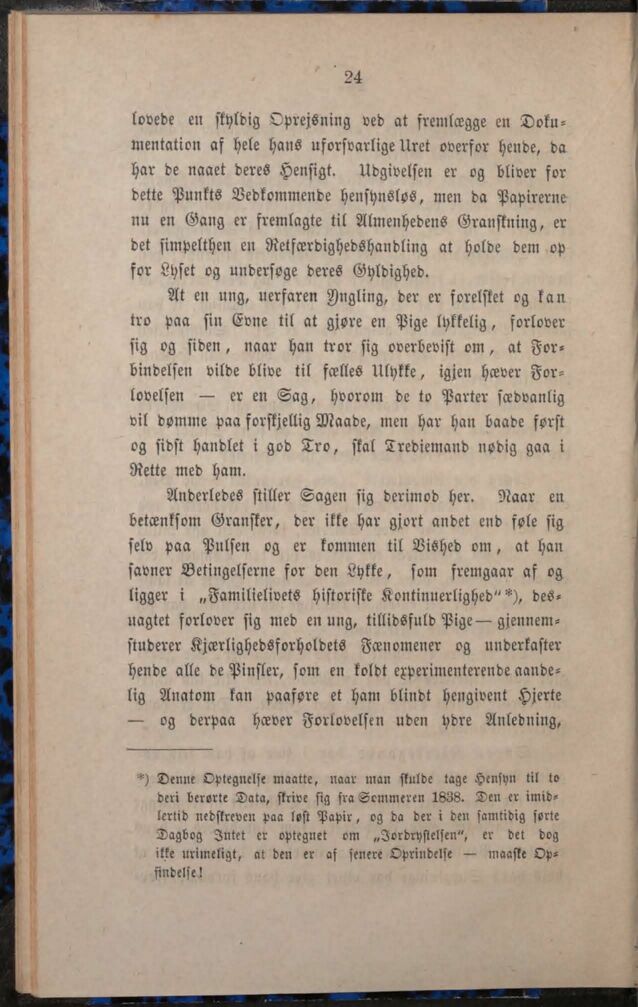 24
lovede en skyldig Oprejsning ved at fremlægge en Doku-
mentation af hele hans uforsvarlige Uret overfor hende, da
har de naaet deres Hensigt. Udgivelsen er og bliver for
dette Punkts Vedkommende hensynsløs, men da Papirerne
nu en Gang er fremlagte til Almenhedens Granskning, er
det simpelthen en Retfærdighedshandling at holde dem op
for Lyset og undersøge deres Gyldighed.
At en ung, uerfaren Yngling, der er forelsket og kan
tro paa sin Evne til at gjøre en Pige lykkelig, forlover
sig og siden, naar han tror sig overbevist om, at For-
bindelsen vilde blive til fælles Ulykke, igjen hæver For-
lovelsen — er en Sag, hvorom de to Parter sædvanlig
vil dømme paa forskjellig Maade, men har han baade først
og sidst handlet i god Tro, skal Trediemand nødig gaa i
Rette med ham.
Anderledes stiller Sagen sig derimod her. Naar en
betænksom Gransker, der ikke har gjort andet end føle sig
selv paa Pulsen og er kommen til Vished om, at han
savner Betingelserne for den Lykke, som fremgaar af og
ligger i „Familielivets historiske Kontinuerlighed"*), des-
uagtet forlover sig med en ung, tillidsfuld Pige — gjennem-
studerer Kjærlighedsforholdets Fænomener og underkaster
hende alle de Pinsler, som en koldt experimenterende aande-
lig Anatom kan paaføre et ham blindt hengivent Hjerte
— og derpaa hæver Forlovelsen uden ydre Anledning,
*) Denne Optegnelse maatte, naar man skulde tage Hensyn til to
deri berørte Data, skrive sig fra Sommeren 1838. Den er imid-
lertid nedskreven paa løst Papir, og da der i den samtidig førte
Dagbog Intet er optegnet om „Jordrystelsen", er det dog
ikke urimeligt, at den er af senere Oprindelse — maaske Op-
findelse!